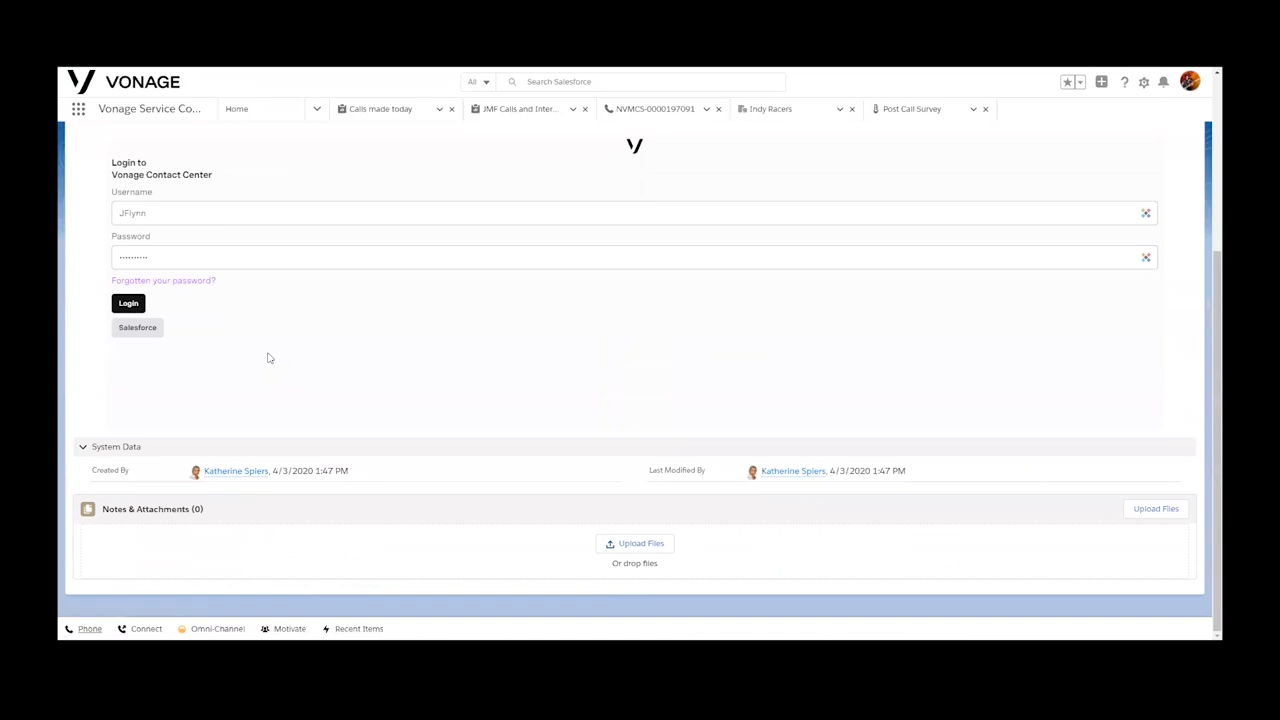 VONAGE
All
Search Salesforce
Vonage Service Co...
Home
Calls made today
JMF Calls and Inter...
NVMCS-0000197091
Indy Racers
Post Call Survey
Login to
Vonage Contact Center
Username
JFlynn
Password
Forgotten your password?
Login
Salesforce
System Data
Created By
Katherine Spiers, 4/3/2020 1:47 PM
Last Modified By
Katherine Spiers, 4/3/2020 1:47 PM
Notes & Attachments (0)
Upload Files
Upload Files
Or drop files
Phone
Connect
Omni-Channel
Motivate
Recent Items